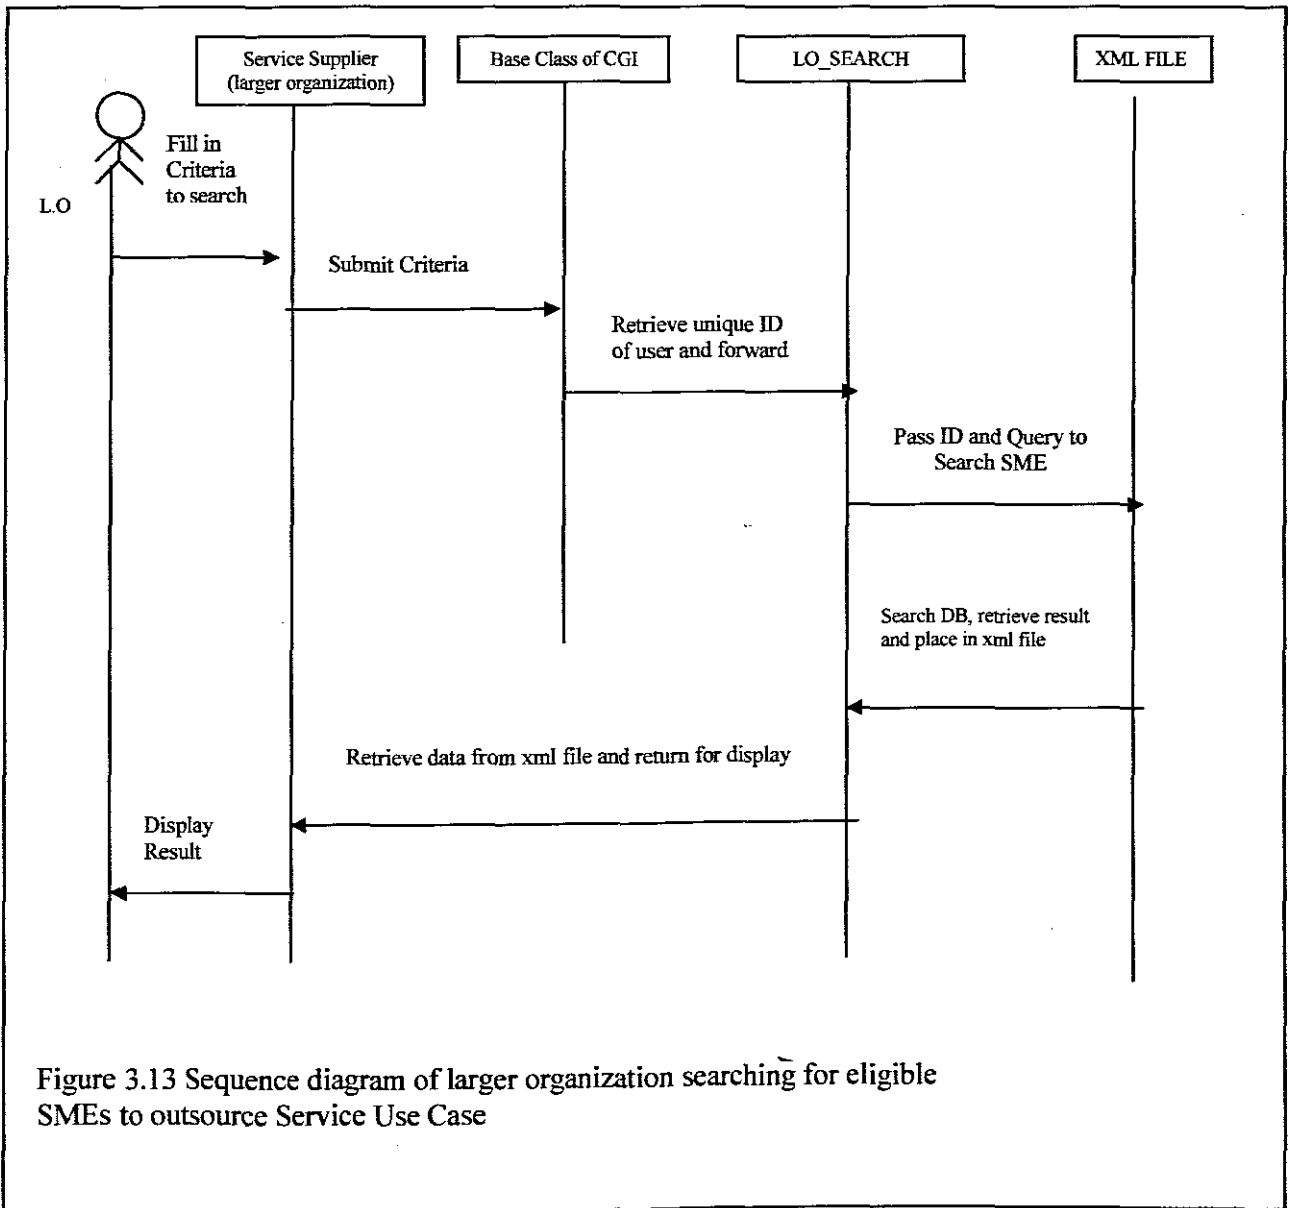 Service Supplier
(larger organization)
Base Class of CGI
LO_SEARCH
XML FILE
Fill in
Criteria
to search
L.O
Submit Criteria
Retrieve unique ID
of user and forward
Pass ID and Query to
Search SME
Search DB, retrieve result
and place in xml file
Retrieve data from xml file and return for display
Display
Result
Figure 3.13 Sequence diagram of larger organization searching for eligible
SMEs to outsource Service Use Case